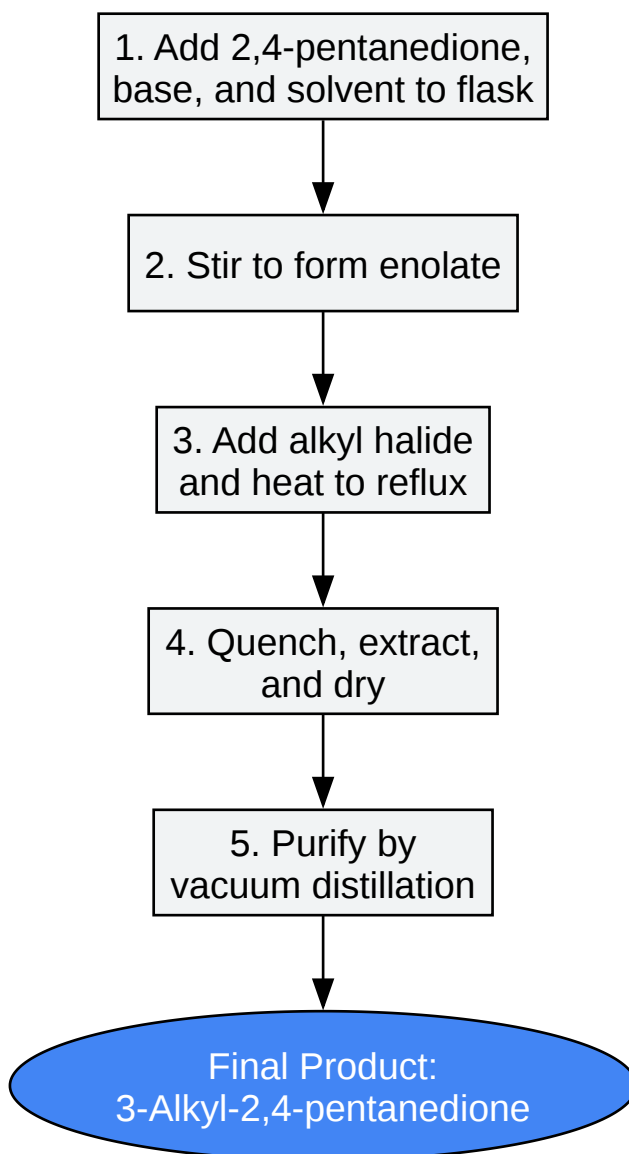 1. Add 2,4-pentanedione,
base, and solvent to flask
2. Stir to form enolate
3. Add alkyl halide
and heat to reflux
4. Quench, extract,
and dry
5. Purify by
vacuum distillation
Final Product:
3-Alkyl-2,4-pentanedione